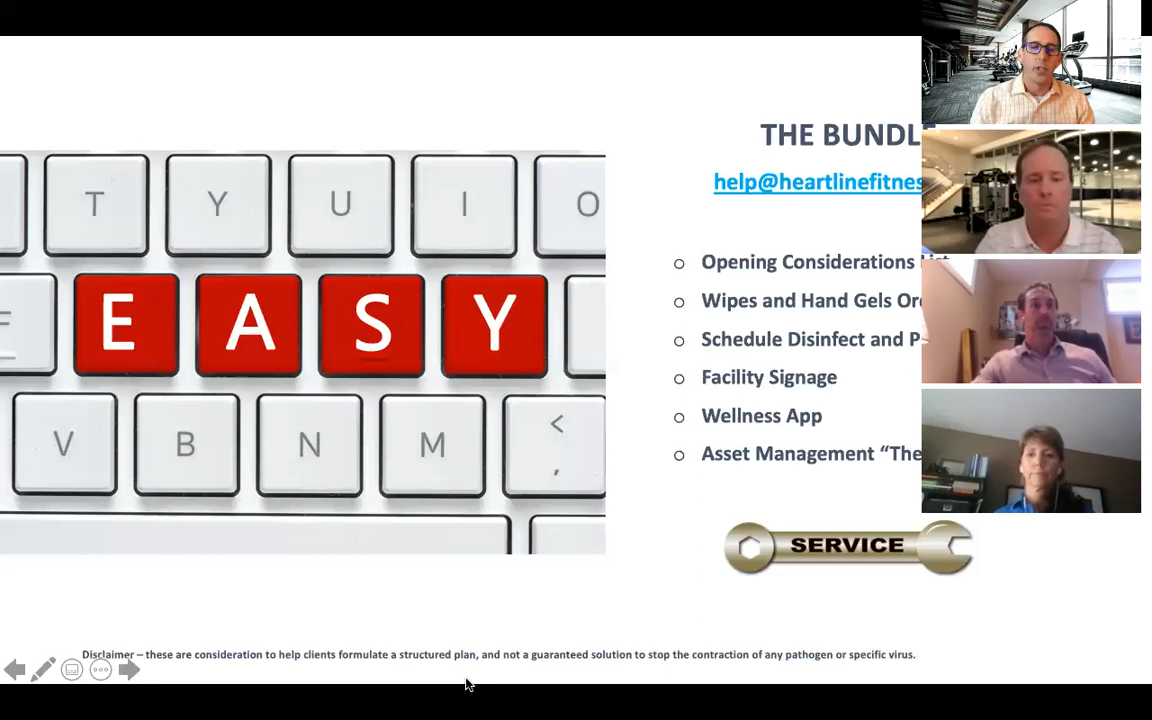 T Y U I O
E A S Y
V B N M <
,
THE BUNDLE
help@heartlinefitnes
Opening Considerations List
Wipes and Hand Gels Or
Schedule Disinfect and P
Facility Signage
Wellness App
Asset Management “The
SERVICE
Disclaimer – these are consideration to help clients formulate a structured plan, and not a guaranteed solution to stop the contraction of any pathogen or specific virus.